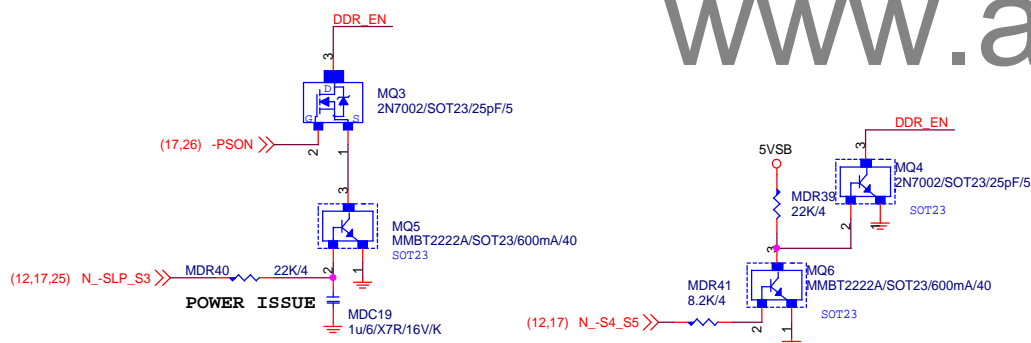 www.a
DDR_EN
3
D
G
S
MQ3
2N7002/SOT23/25pF/5
(17,26) -PSON
2
1
3
MQ5
MMBT2222A/SOT23/600mA/40
SOT23
(12,17,25) N_-SLP_S3
MDR40
22K/4
2
1
POWER ISSUE
MDC19
1u/6/X7R/16V/K
DDR_EN
5VSB
3
MQ4
2N7002/SOT23/25pF/5
SOT23
MDR39
22K/4
2
1
3
MQ6
MMBT2222A/SOT23/600mA/40
SOT23
MDR41
8.2K/4
(12,17) N_-S4_S5
2
1